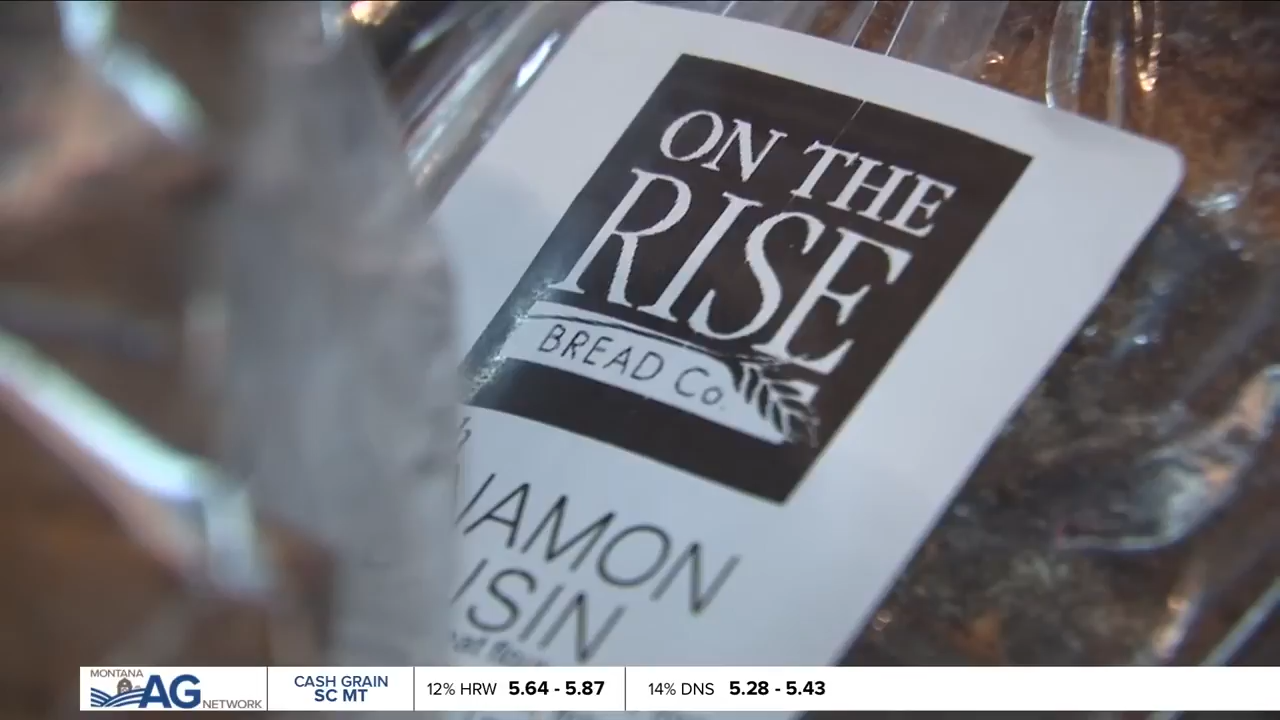 ON THE
RISE
BREAD Co.
NAMON
ISIN
MONTANA
AG
NETWORK
CASH GRAIN
SC MT
12% HRW 5.64 - 5.87
14% DNS 5.28 - 5.43